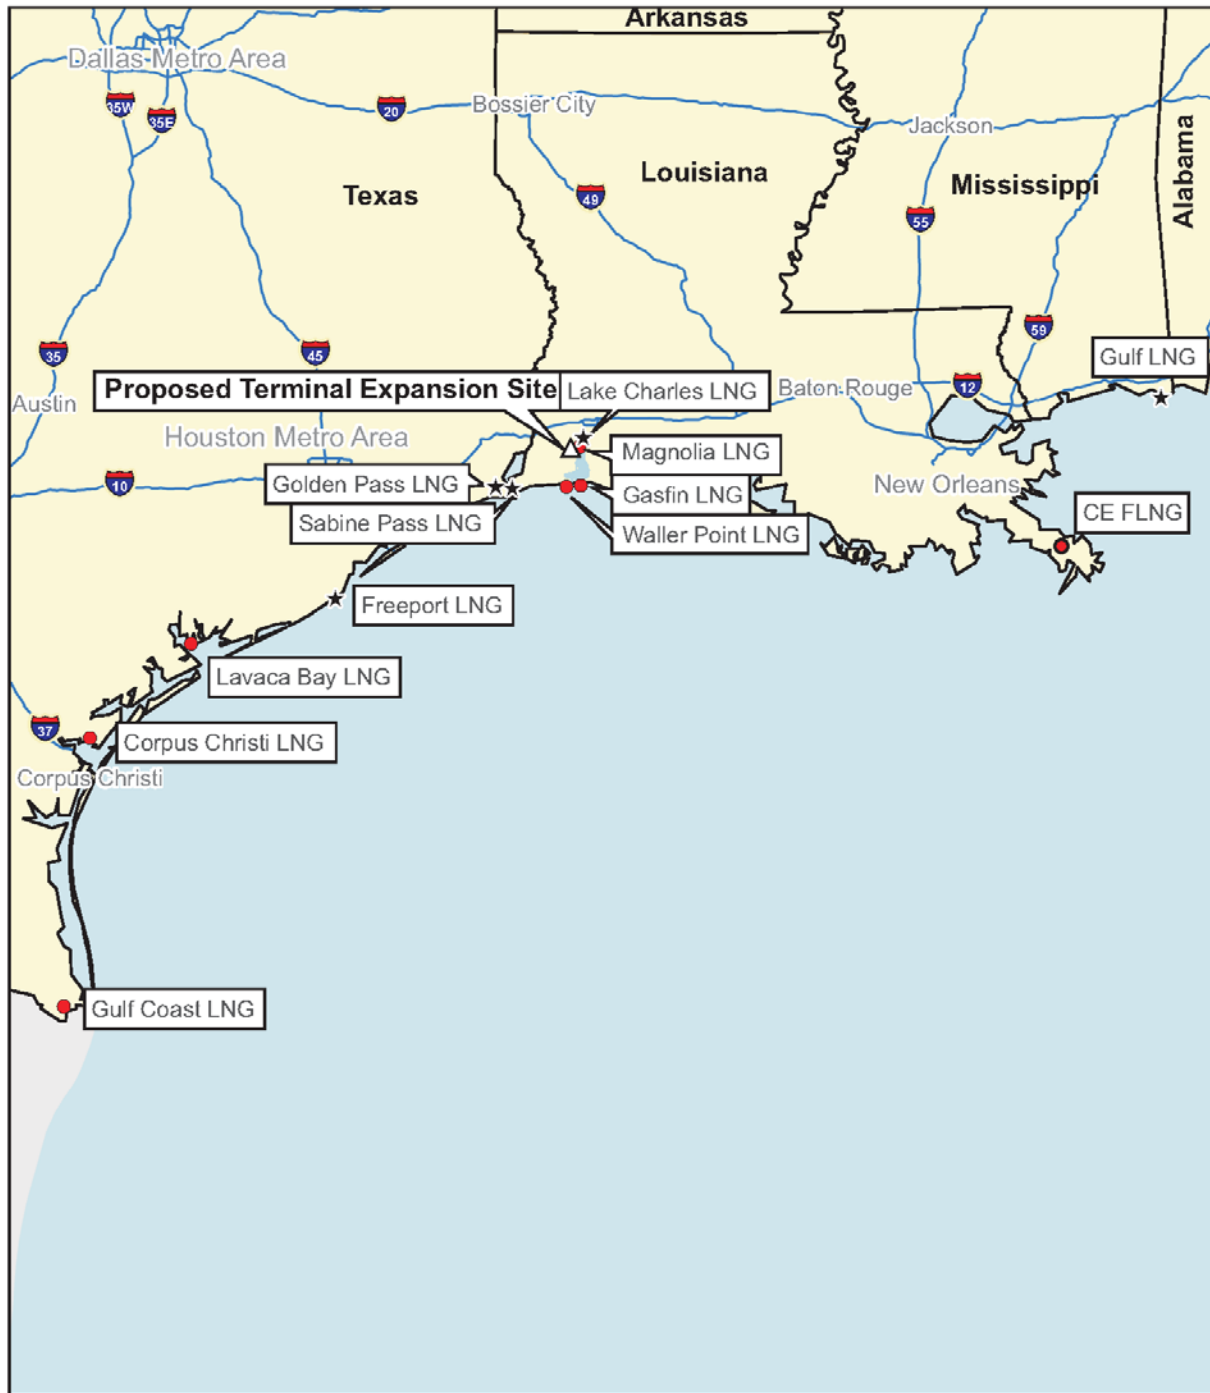 Arkansas
Dallas Metro Area
35W
35E
20
Bossier City
Jackson
Louisiana
Mississippi
Alabama
Texas
49
55
59
35
45
Gulf LNG
Proposed Terminal Expansion Site
Lake Charles LNG
Baton Rouge
12
Austin
Houston Metro Area
Magnolia LNG
10
Golden Pass LNG
Gasfin LNG
New Orleans
CE FLNG
Sabine Pass LNG
Waller Point LNG
Freeport LNG
Lavaca Bay LNG
37
Corpus Christi LNG
Corpus Christi
Gulf Coast LNG